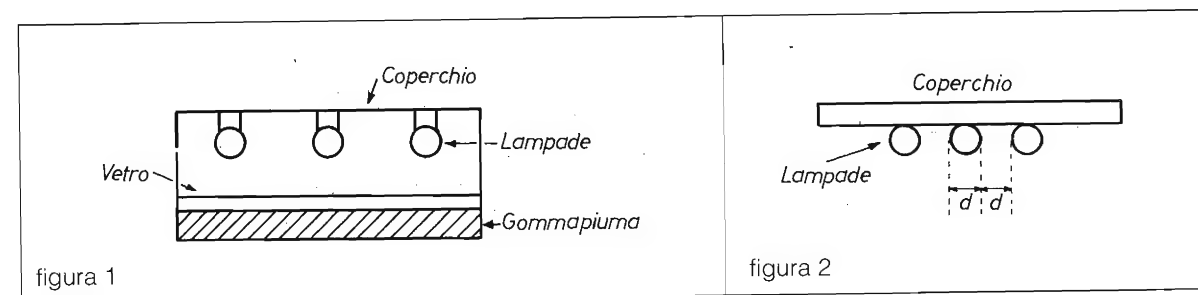 Coperchio
Lampade
Vetro
Gommapiuma
figura 1
Coperchio
Lampade
d d
figura 2